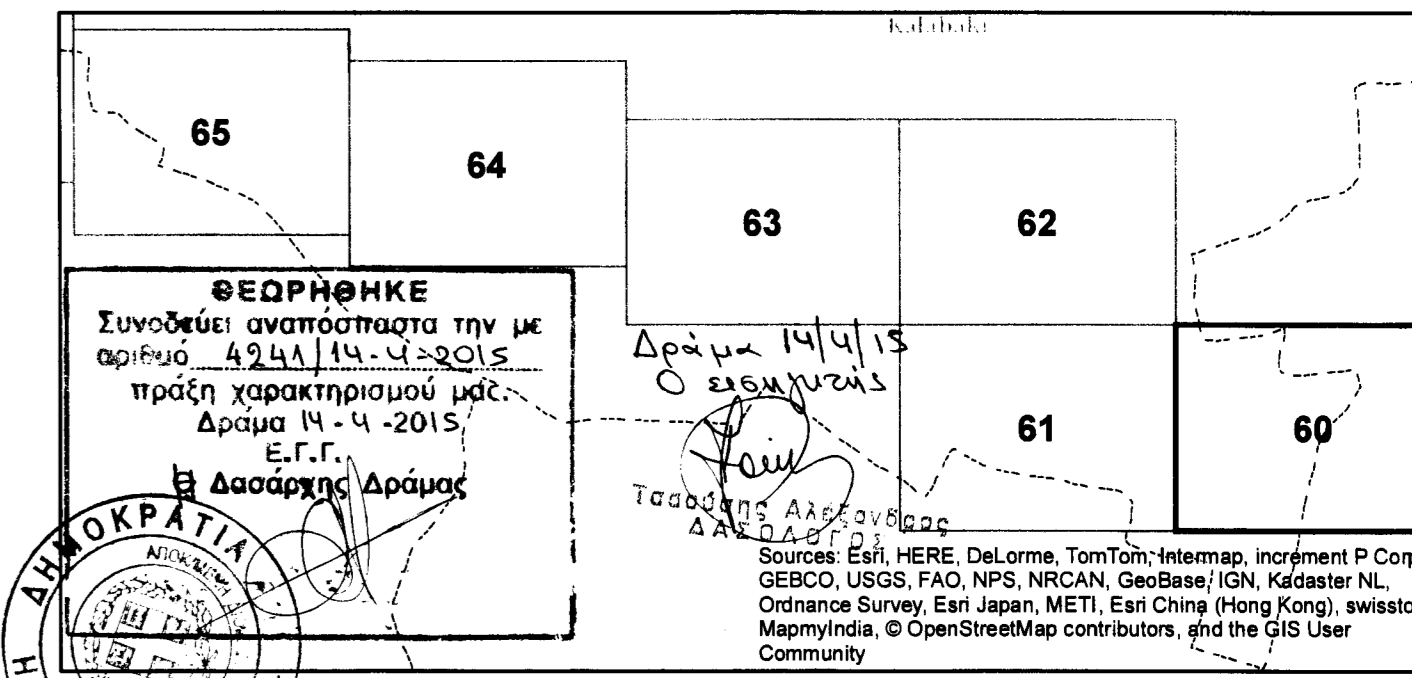 Kalabaki
65
64
63
62
61
60
ΘΕΩΡΗΘΗΚΕ
Συνοδεύει αναπόσπαστα την με
αριθμό 4241/14-4-2015
πράξη χαρακτηρισμού μας.
Δράμα 14-4-2015
Ε.Γ.Γ.
Δασάρχης Δράμας
Δράμα 14/4/15
Ο εισηγητής
Τσαούσης Αλέξανδρος
ΔΑΣΟΛΟΓΟΣ
Η ΔΗΜΟΚΡΑΤΙΑ
Sources: Esri, HERE, DeLorme, TomTom, Intermap, increment P Corp
GEBCO, USGS, FAO, NPS, NRCAN, GeoBase, IGN, Kadaster NL,
Ordnance Survey, Esri Japan, METI, Esri China (Hong Kong), swissto
MapmyIndia, © OpenStreetMap contributors, and the GIS User
Community